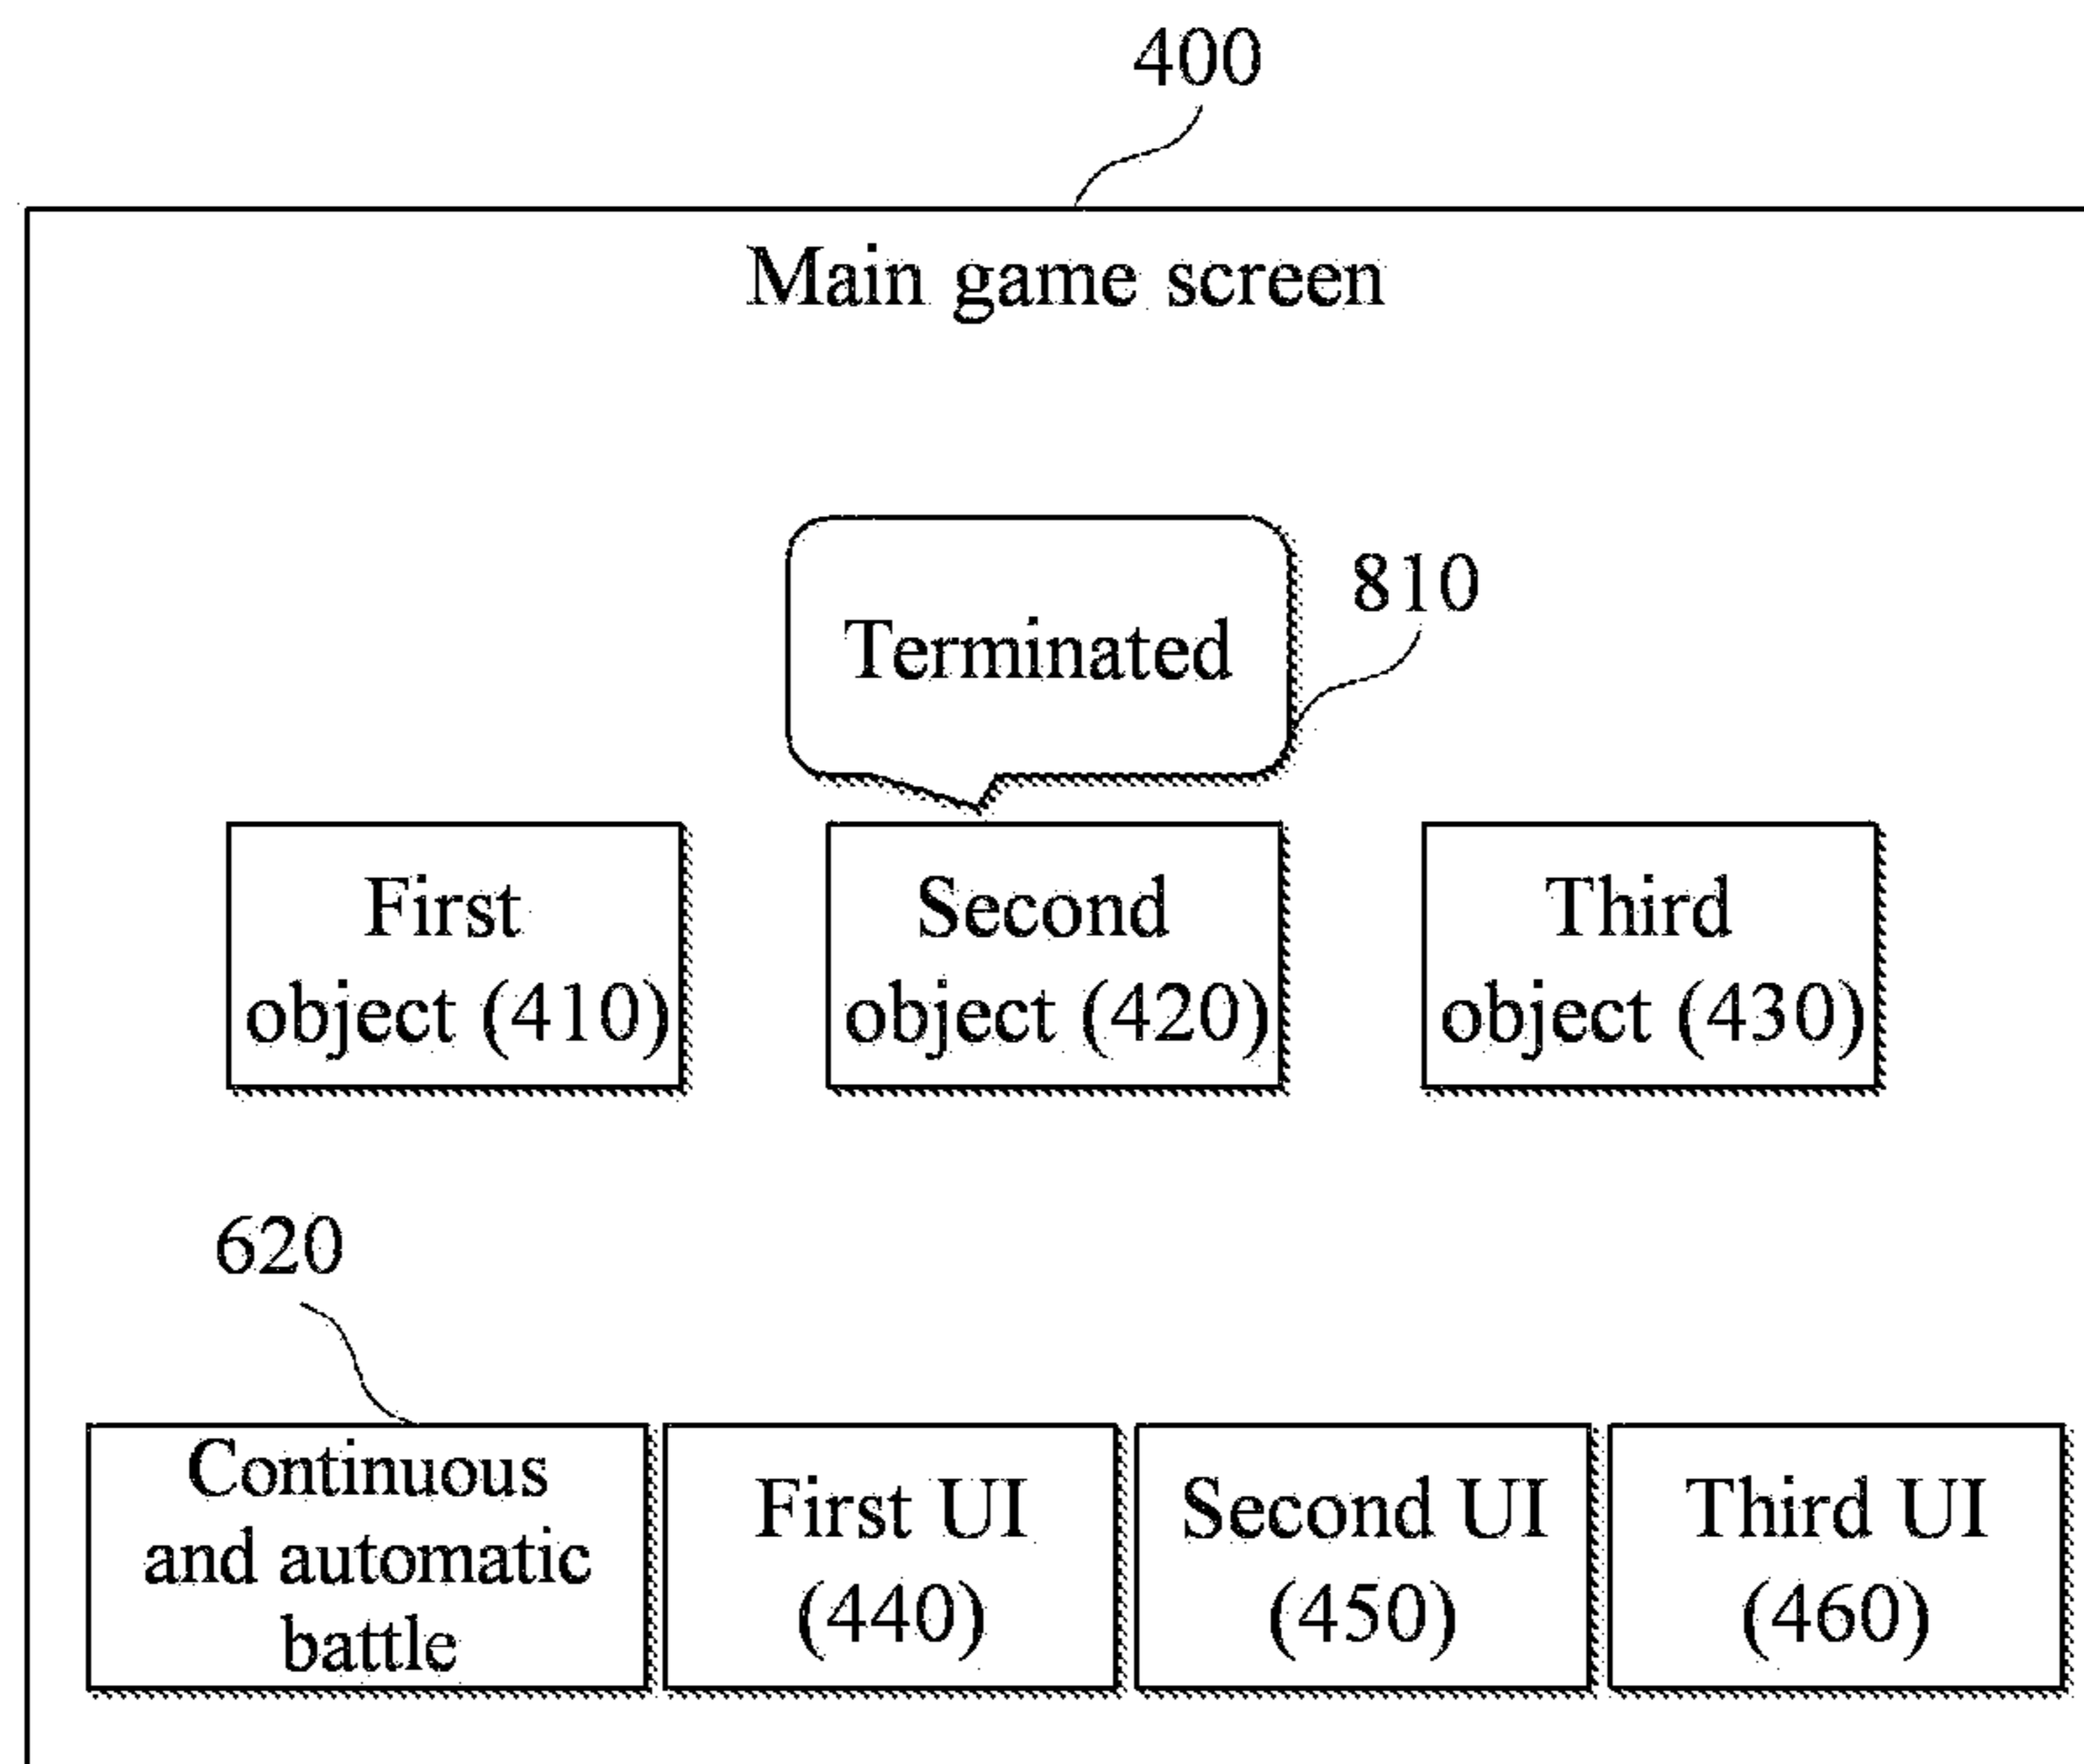 400
Main game screen
Terminated
810
First
object (410)
Second
object (420)
Third
object (430)
620
Continuous
and automatic
battle
First UI
(440)
Second UI
(450)
Third UI
(460)